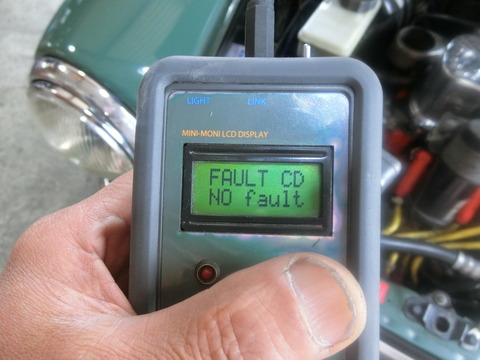 LIGHT LINK
MINI-MONI LCD DISPLAY
FAULT CD
NO fault